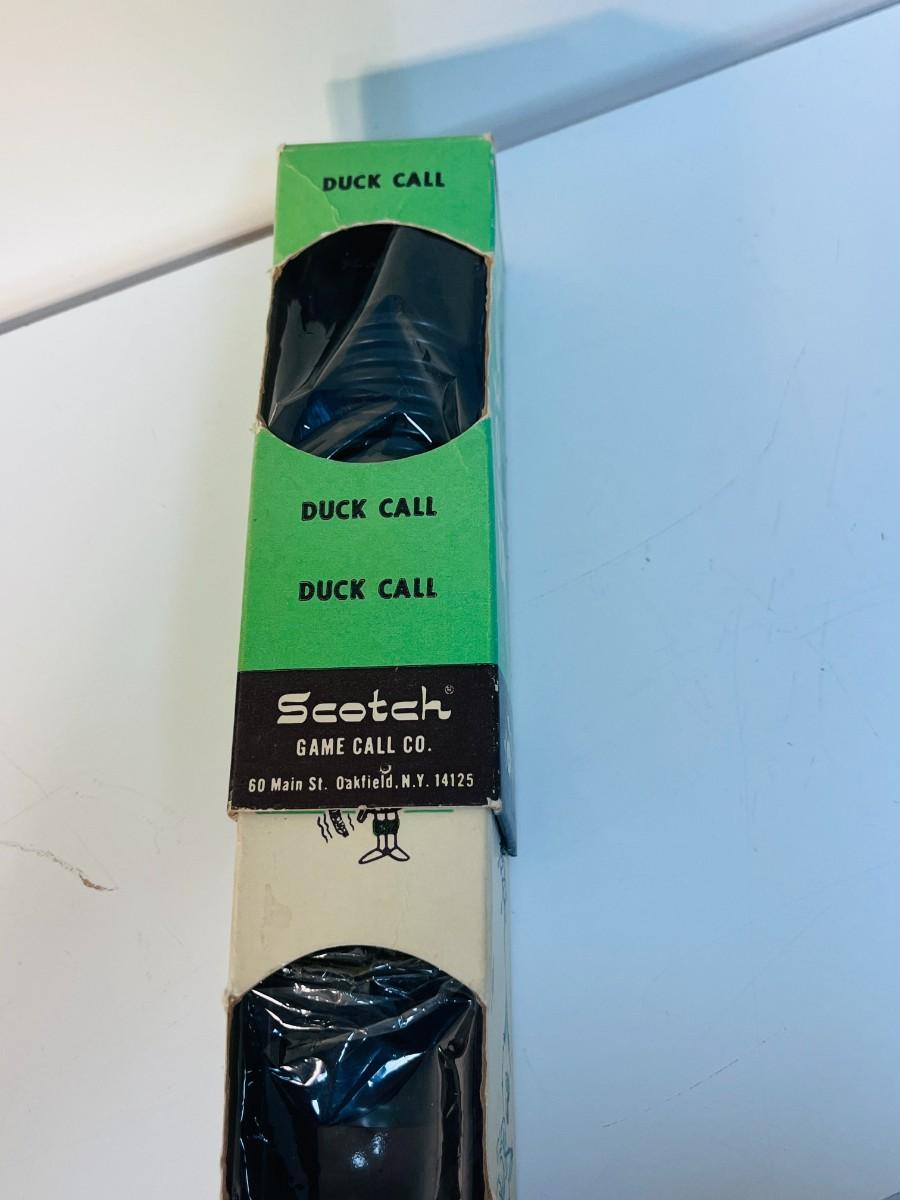 DUCK CALL
DUCK CALL
DUCK CALL
Scotch®
GAME CALL CO.
60 Main St. Oakfield, N.Y. 14125